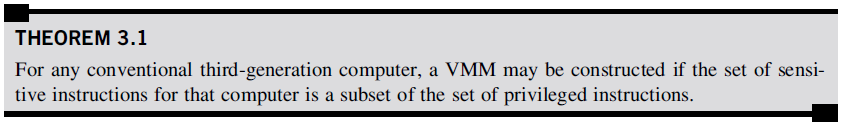 THEOREM 3.1
For any conventional third-generation computer, a VMM may be constructed if the set of sensi-
tive instructions for that computer is a subset of the set of privileged instructions.